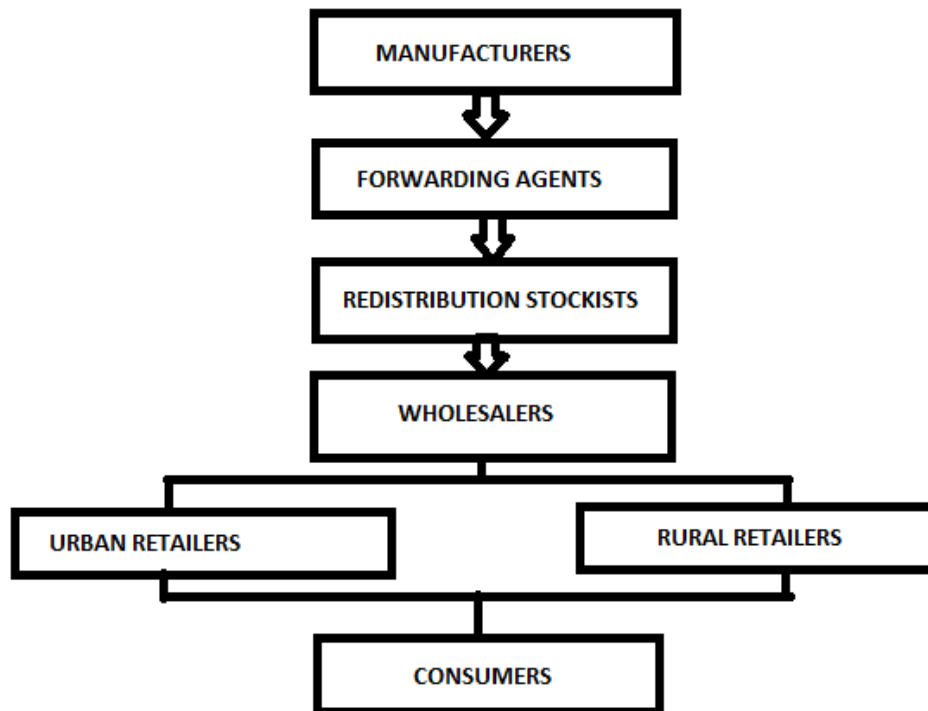 MANUFACTURERS
FORWARDING AGENTS
REDISTRIBUTION STOCKISTS
WHOLESALERS
URBAN RETAILERS
RURAL RETAILERS
CONSUMERS